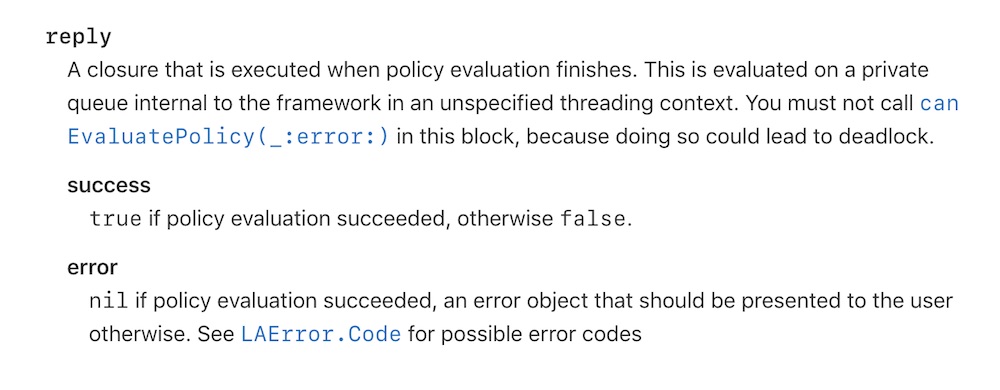 reply
A closure that is executed when policy evaluation finishes. This is evaluated on a private
queue internal to the framework in an unspecified threading context. You must not call can
EvaluatePolicy(_:error:) in this block, because doing so could lead to deadlock.
success
true if policy evaluation succeeded, otherwise false.
error
nil if policy evaluation succeeded, an error object that should be presented to the user
otherwise. See LAError.Code for possible error codes